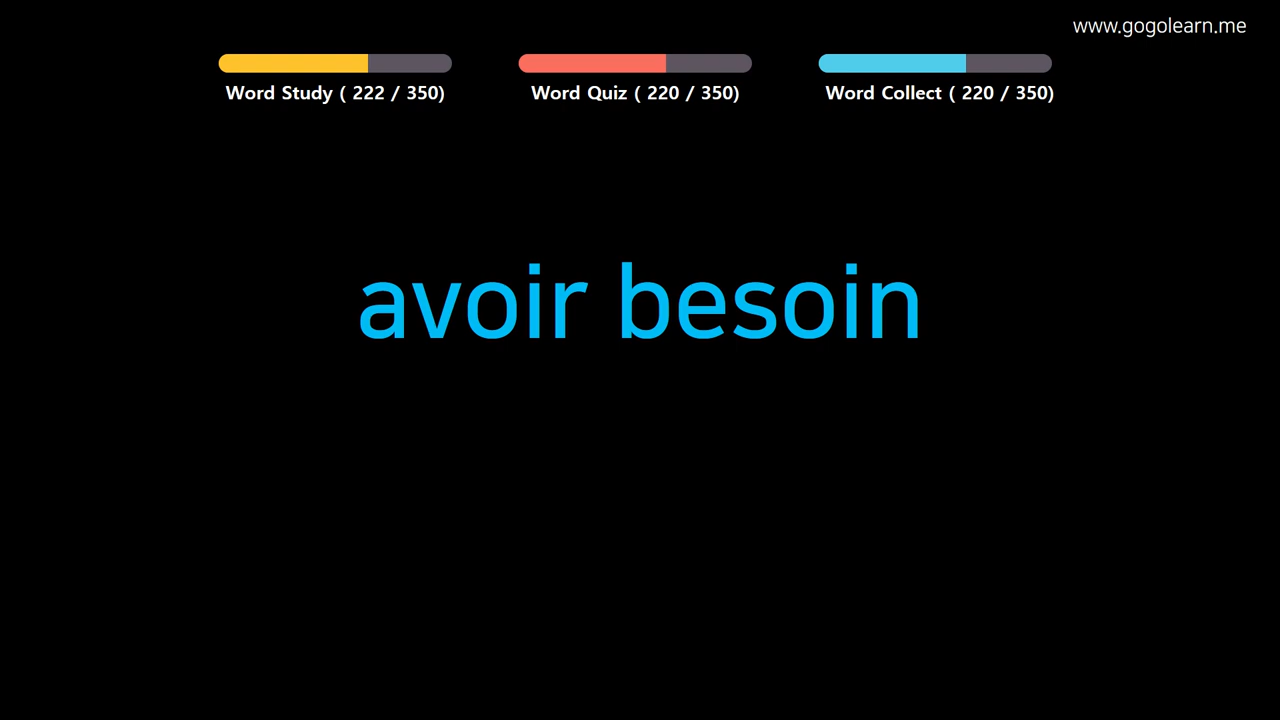 www.gogolearn.me
Word Study ( 222 / 350)
Word Quiz ( 220 / 350)
Word Collect ( 220 / 350)
avoir besoin